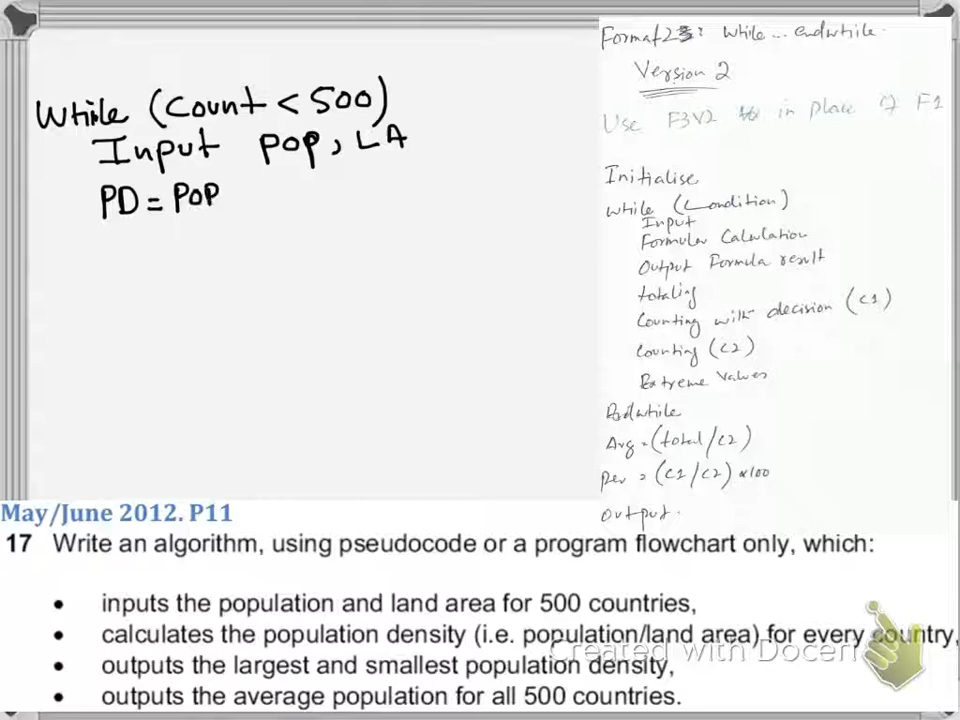 While (Count < 500)
Input POP, LA
PD = POP
Format 2 3: While... endwhile.
Version 2
Use F3V2 in place of F1
Initialise
While (Condition)
Input
Formula Calculation
Output Formula result
totaling
Counting with decision (C1)
Counting (C2)
Extreme Values
Endwhile
Avg = (total/C2)
Per = (C1/C2) *100
Output.
May/June 2012. P11
17 Write an algorithm, using pseudocode or a program flowchart only, which:
• inputs the population and land area for 500 countries,
• calculates the population density (i.e. population/land area) for every country,
• outputs the largest and smallest population density,
• outputs the average population for all 500 countries.
Created with Docer